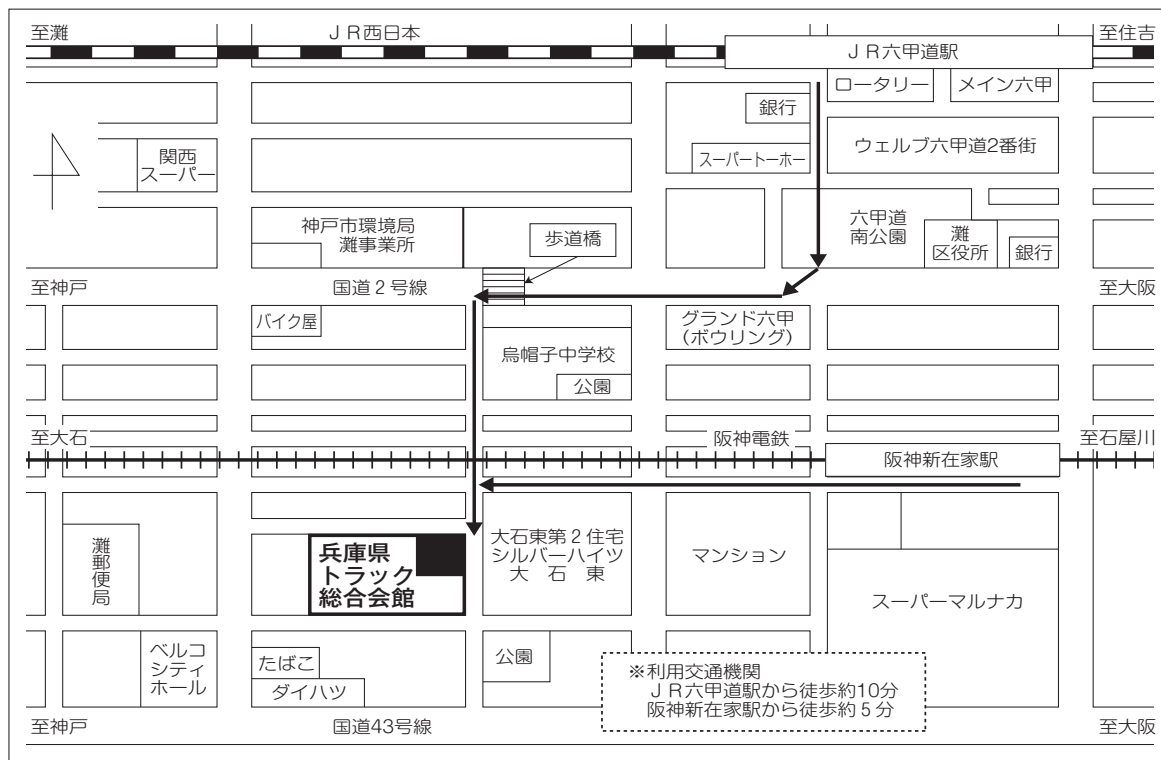 至灘
ＪＲ西日本
至住吉
ＪＲ六甲道駅
ロータリー
メイン六甲
銀行
スーパートーホー
ウェルブ六甲道2番街
関西
スーパー
神戸市環境局
灘事業所
歩道橋
六甲道
南公園
灘
区役所
銀行
至神戸
国道２号線
至大阪
バイク屋
グランド六甲
（ボウリング）
烏帽子中学校
公園
至大石
阪神電鉄
至石屋川
阪神新在家駅
灘郵便局
兵庫県
トラック
総合会館
大石東第２住宅
シルバーハイツ
大　石　東
マンション
スーパーマルナカ
ベルコ
シティ
ホール
たばこ
ダイハツ
公園
※利用交通機関
ＪＲ六甲道駅から徒歩約10分
阪神新在家駅から徒歩約５分
至神戸
国道43号線
至大阪